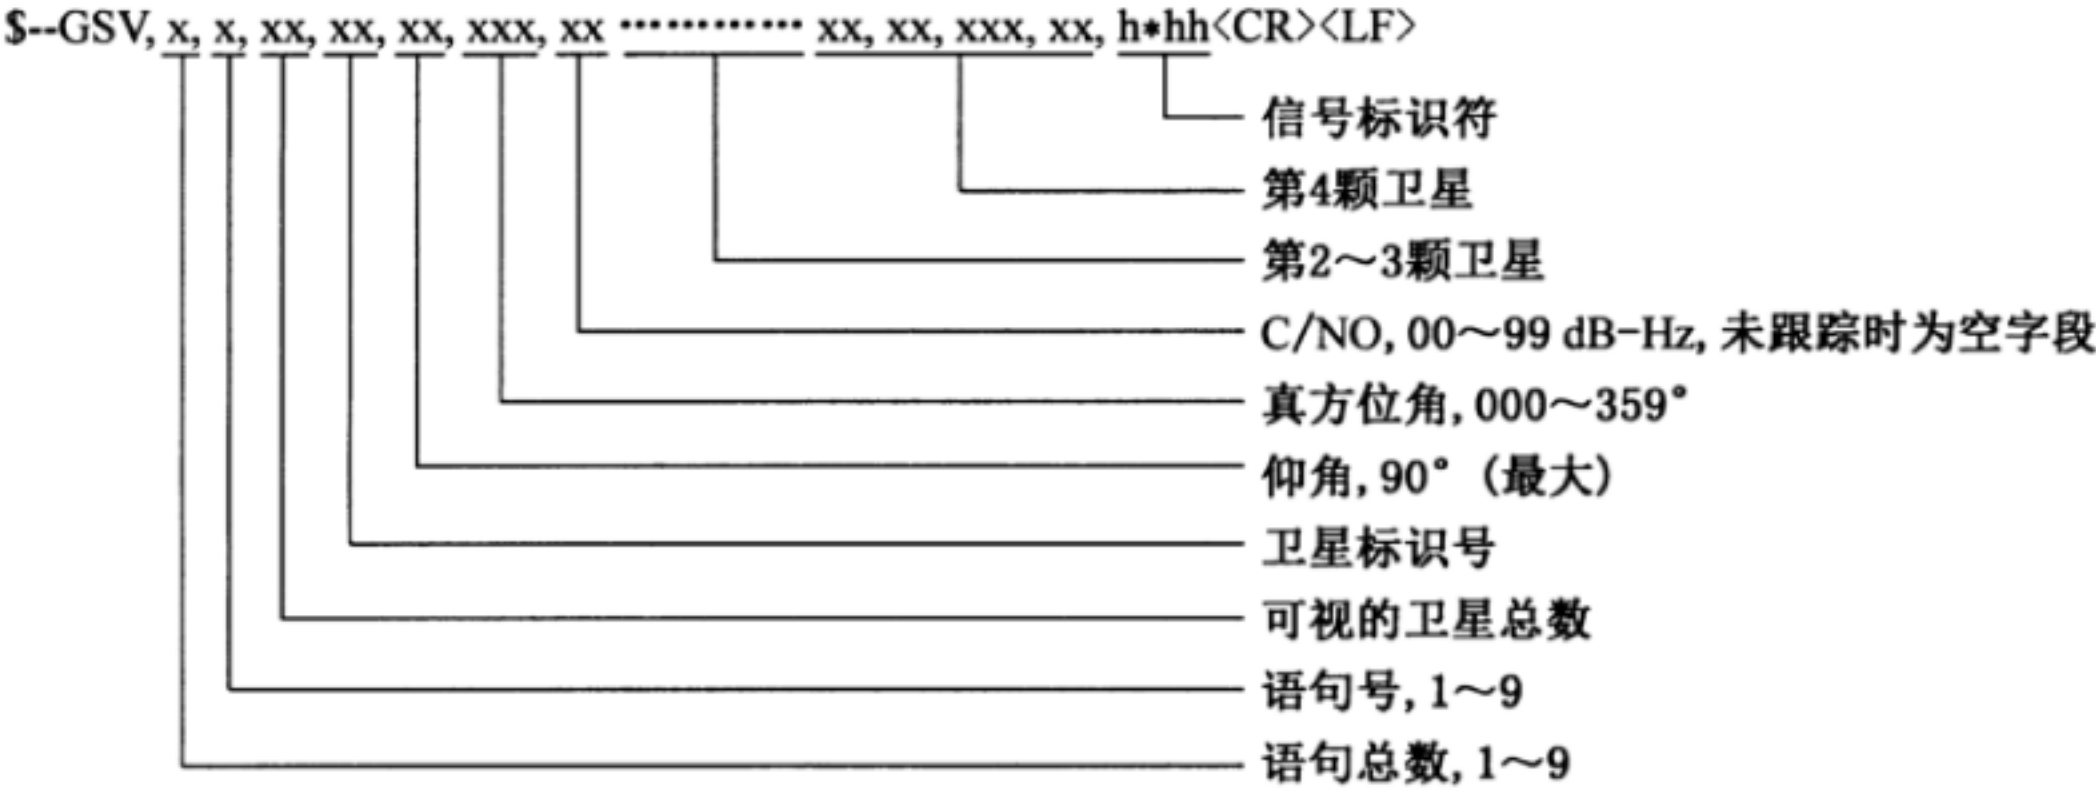 $--GSV, x, x, xx, xx, xx, xxx, xx ············ xx, xx, xxx, xx, h*hh<CR><LF>
信号标识符
第4颗卫星
第2～3颗卫星
C/NO, 00～99 dB-Hz, 未跟踪时为空字段
真方位角, 000～359°
仰角, 90° (最大)
卫星标识号
可视的卫星总数
语句号, 1～9
语句总数, 1～9